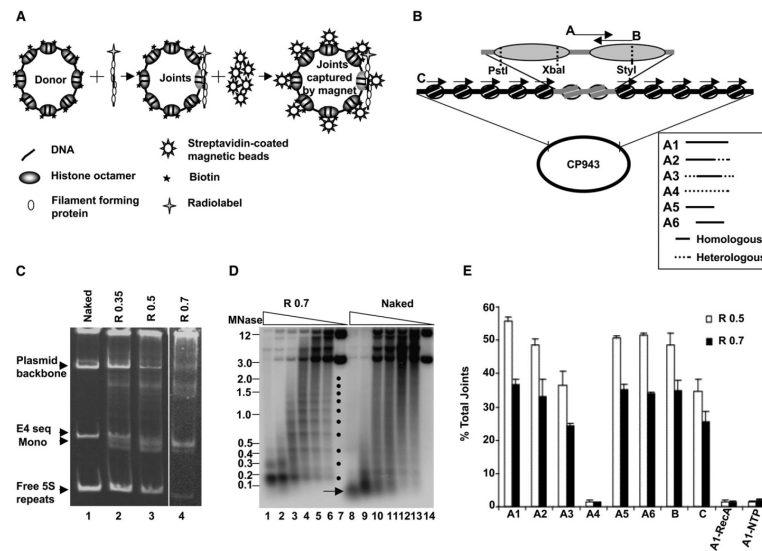 A
Donor
Joints
Joints
captured
by magnet
DNA
Histone octamer
Filament forming
protein
Streptavidin-coated
magnetic beads
Biotin
Radiolabel
B
A
B
PstI
XbaI
StyI
C
CP943
A1
A2
A3
A4
A5
A6
Homologous
Heterologous
C
Naked
R 0.35
R 0.5
R 0.7
Plasmid
backbone
E4 seq
Mono
Free 5S
repeats
1 2 3 4
D
R 0.7 Naked
MNase
12
3.0
2.0
1.5
1.0
0.5
0.4
0.3
0.2
0.1
1 2 3 4 5 6 7 8 9 10 11 12 13 14
E
% Total Joints
60
50
40
30
20
10
0
R 0.5
R 0.7
A1 A2 A3 A4 A5 A6 B C A1-RecA A1-NTP